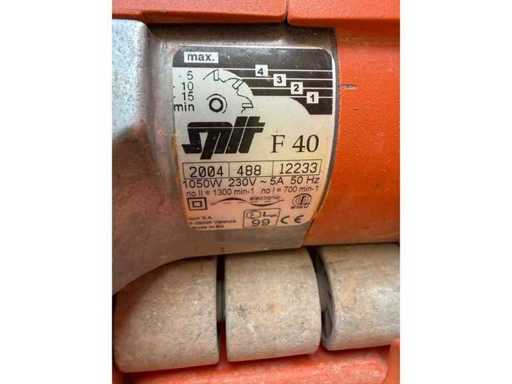 max.
5
10
15
min
4
3
2
1
spit F 40
2004 488 12233
1050W 230V ~ 5A 50 Hz
no II = 1300 min-1 no I = 700 min-1
99 CE